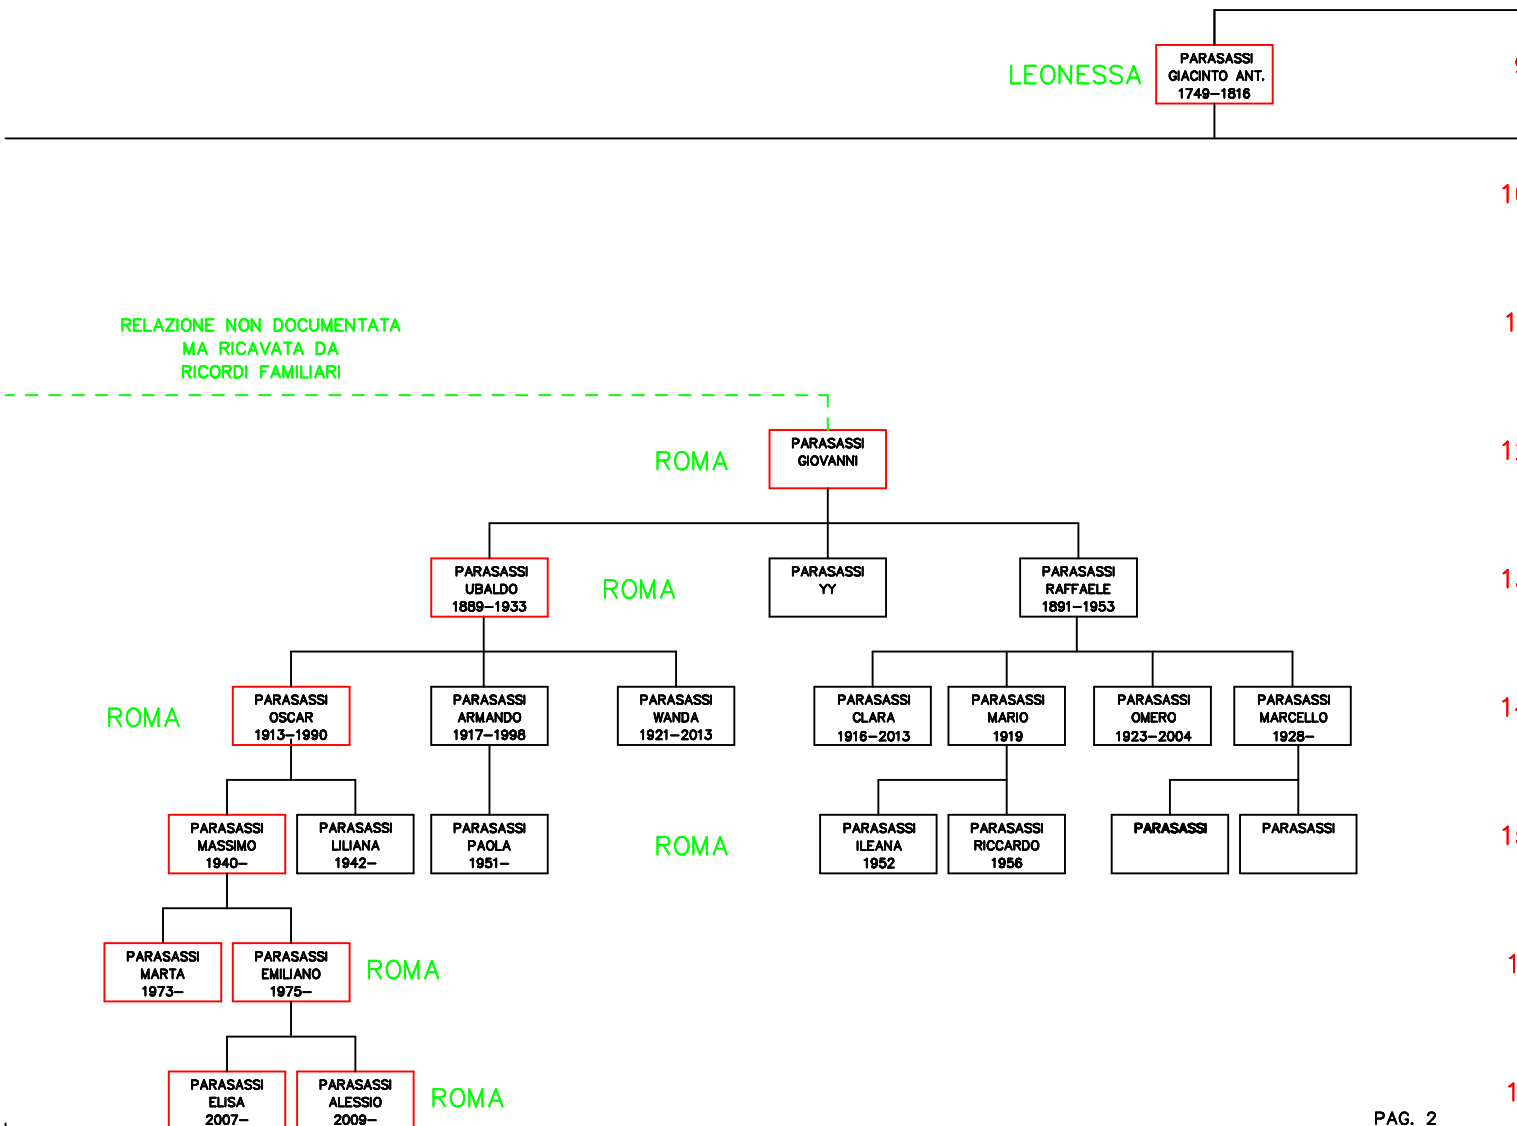 LEONESSA
PARASASSI
GIACINTO ANT.
1749-1816
RELAZIONE NON DOCUMENTATA
MA RICAVATA DA
RICORDI FAMILIARI
ROMA
PARASASSI
GIOVANNI
PARASASSI
UBALDO
1889-1933
ROMA
PARASASSI
YY
PARASASSI
RAFFAELE
1891-1953
ROMA
PARASASSI
OSCAR
1913-1990
PARASASSI
ARMANDO
1917-1998
PARASASSI
WANDA
1921-2013
PARASASSI
CLARA
1916-2013
PARASASSI
MARIO
1919
PARASASSI
OMERO
1923-2004
PARASASSI
MARCELLO
1928-
PARASASSI
MASSIMO
1940-
PARASASSI
LILIANA
1942-
PARASASSI
PAOLA
1951-
ROMA
PARASASSI
ILEANA
1952
PARASASSI
RICCARDO
1956
PARASASSI
PARASASSI
PARASASSI
MARTA
1973-
PARASASSI
EMILIANO
1975-
ROMA
PARASASSI
ELISA
2007-
PARASASSI
ALESSIO
2009-
ROMA
PAG. 2